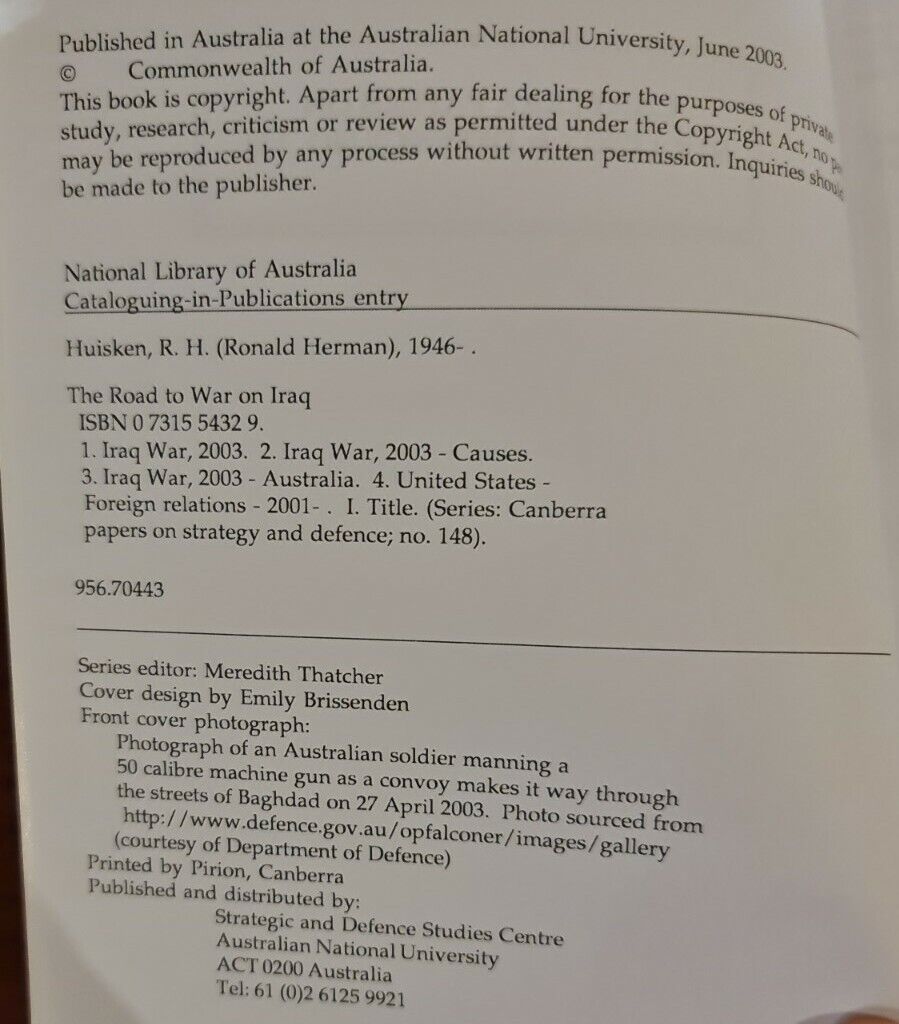 Published in Australia at the Australian National University, June 2003.
© Commonwealth of Australia.
This book is copyright. Apart from any fair dealing for the purposes of private
study, research, criticism or review as permitted under the Copyright Act, no
may be reproduced by any process without written permission. Inquiries should
be made to the publisher.
National Library of Australia
Cataloguing-in-Publications entry
Huisken, R. H. (Ronald Herman), 1946- .
The Road to War on Iraq
ISBN 0 7315 5432 9.
1. Iraq War, 2003. 2. Iraq War, 2003 - Causes.
3. Iraq War, 2003 - Australia. 4. United States -
Foreign relations - 2001- . I. Title. (Series: Canberra
papers on strategy and defence; no. 148).
956.70443
Series editor: Meredith Thatcher
Cover design by Emily Brissenden
Front cover photograph:
Photograph of an Australian soldier manning a
50 calibre machine gun as a convoy makes it way through
the streets of Baghdad on 27 April 2003. Photo sourced from
http://www.defence.gov.au/opfalconer/images/gallery
(courtesy of Department of Defence)
Printed by Pirion, Canberra
Published and distributed by:
Strategic and Defence Studies Centre
Australian National University
ACT 0200 Australia
Tel: 61 (0)2 6125 9921